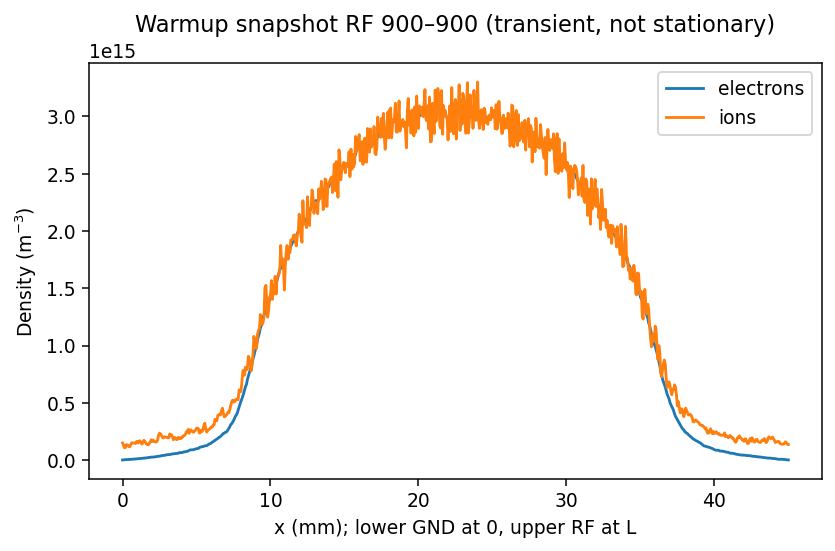 Warmup snapshot RF 900–900 (transient, not stationary)
1e15
electrons
ions
3.0
2.5
2.0
1.5
1.0
0.5
0.0
Density (m⁻³)
0
10
20
30
40
x (mm); lower GND at 0, upper RF at L